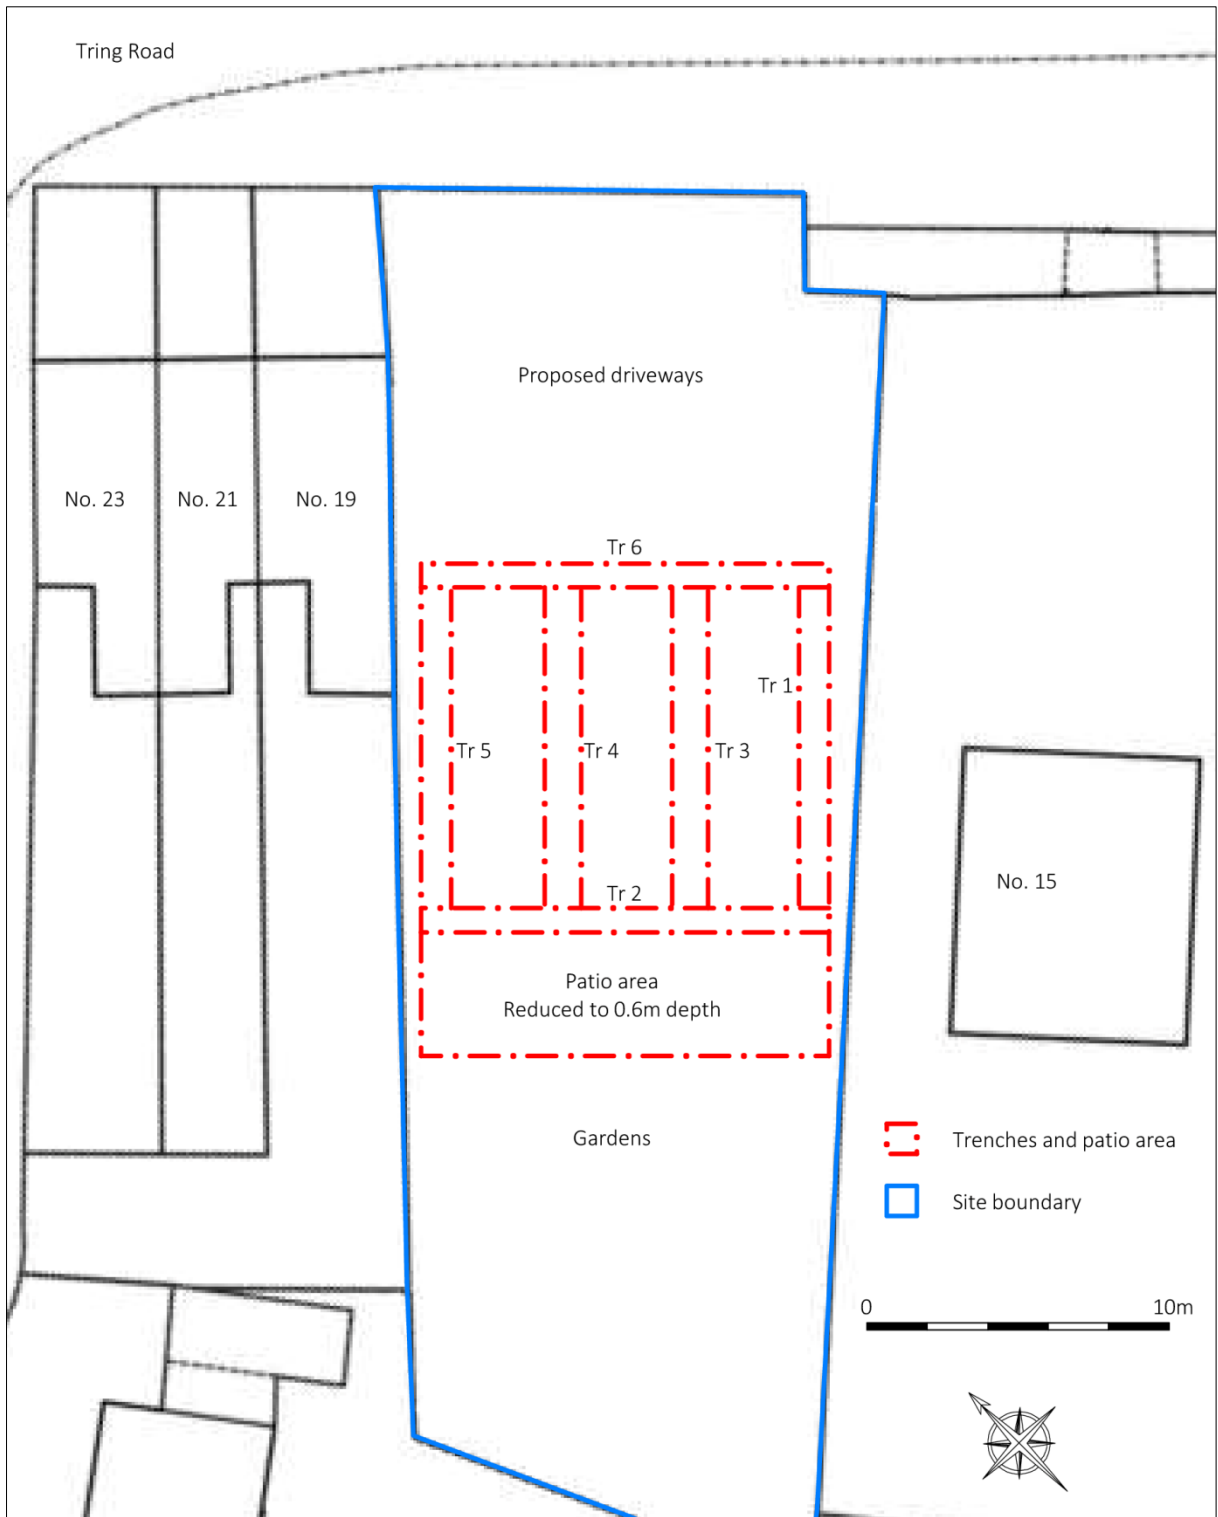 Tring Road
Proposed driveways
No. 23
No. 21
No. 19
Tr 6
Tr 1
Tr 5
Tr 4
Tr 3
No. 15
Tr 2
Patio area
Reduced to 0.6m depth
Gardens
Trenches and patio area
Site boundary
0
10m